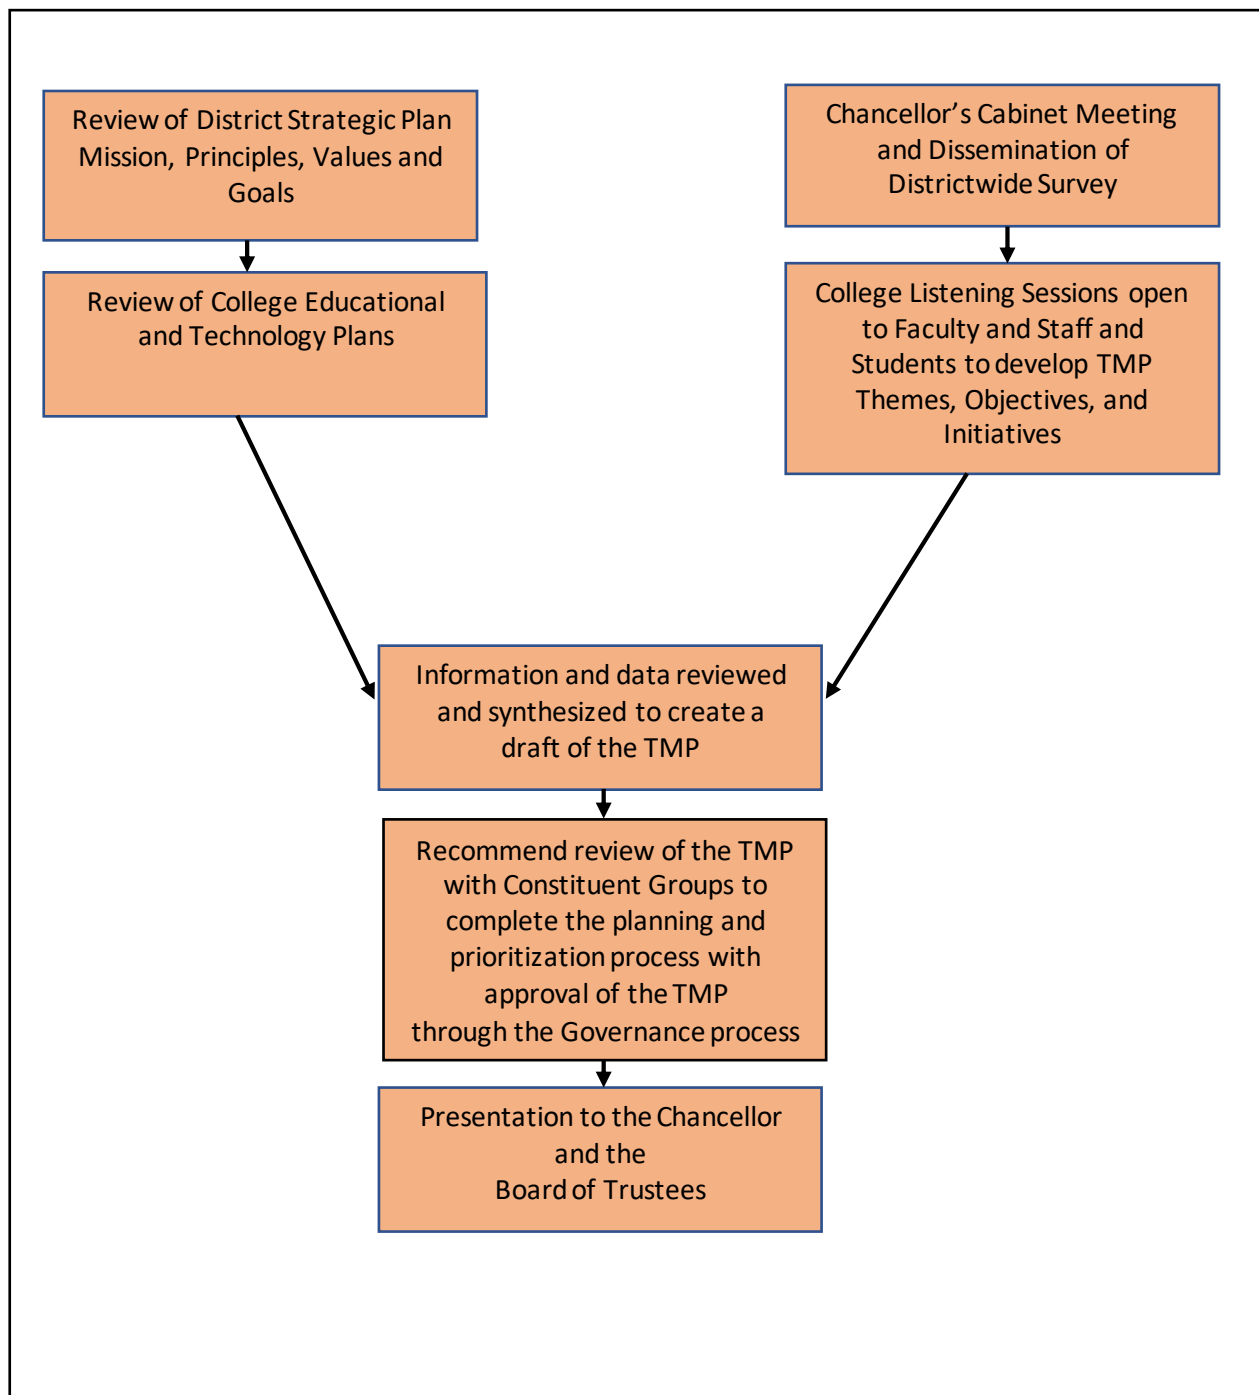 Review of District Strategic Plan
Mission, Principles, Values and
Goals
Review of College Educational
and Technology Plans
Chancellor’s Cabinet Meeting
and Dissemination of
Districtwide Survey
College Listening Sessions open
to Faculty and Staff and
Students to develop TMP
Themes, Objectives, and
Initiatives
Information and data reviewed
and synthesized to create a
draft of the TMP
Recommend review of the TMP
with Constituent Groups to
complete the planning and
prioritization process with
approval of the TMP
through the Governance process
Presentation to the Chancellor
and the
Board of Trustees